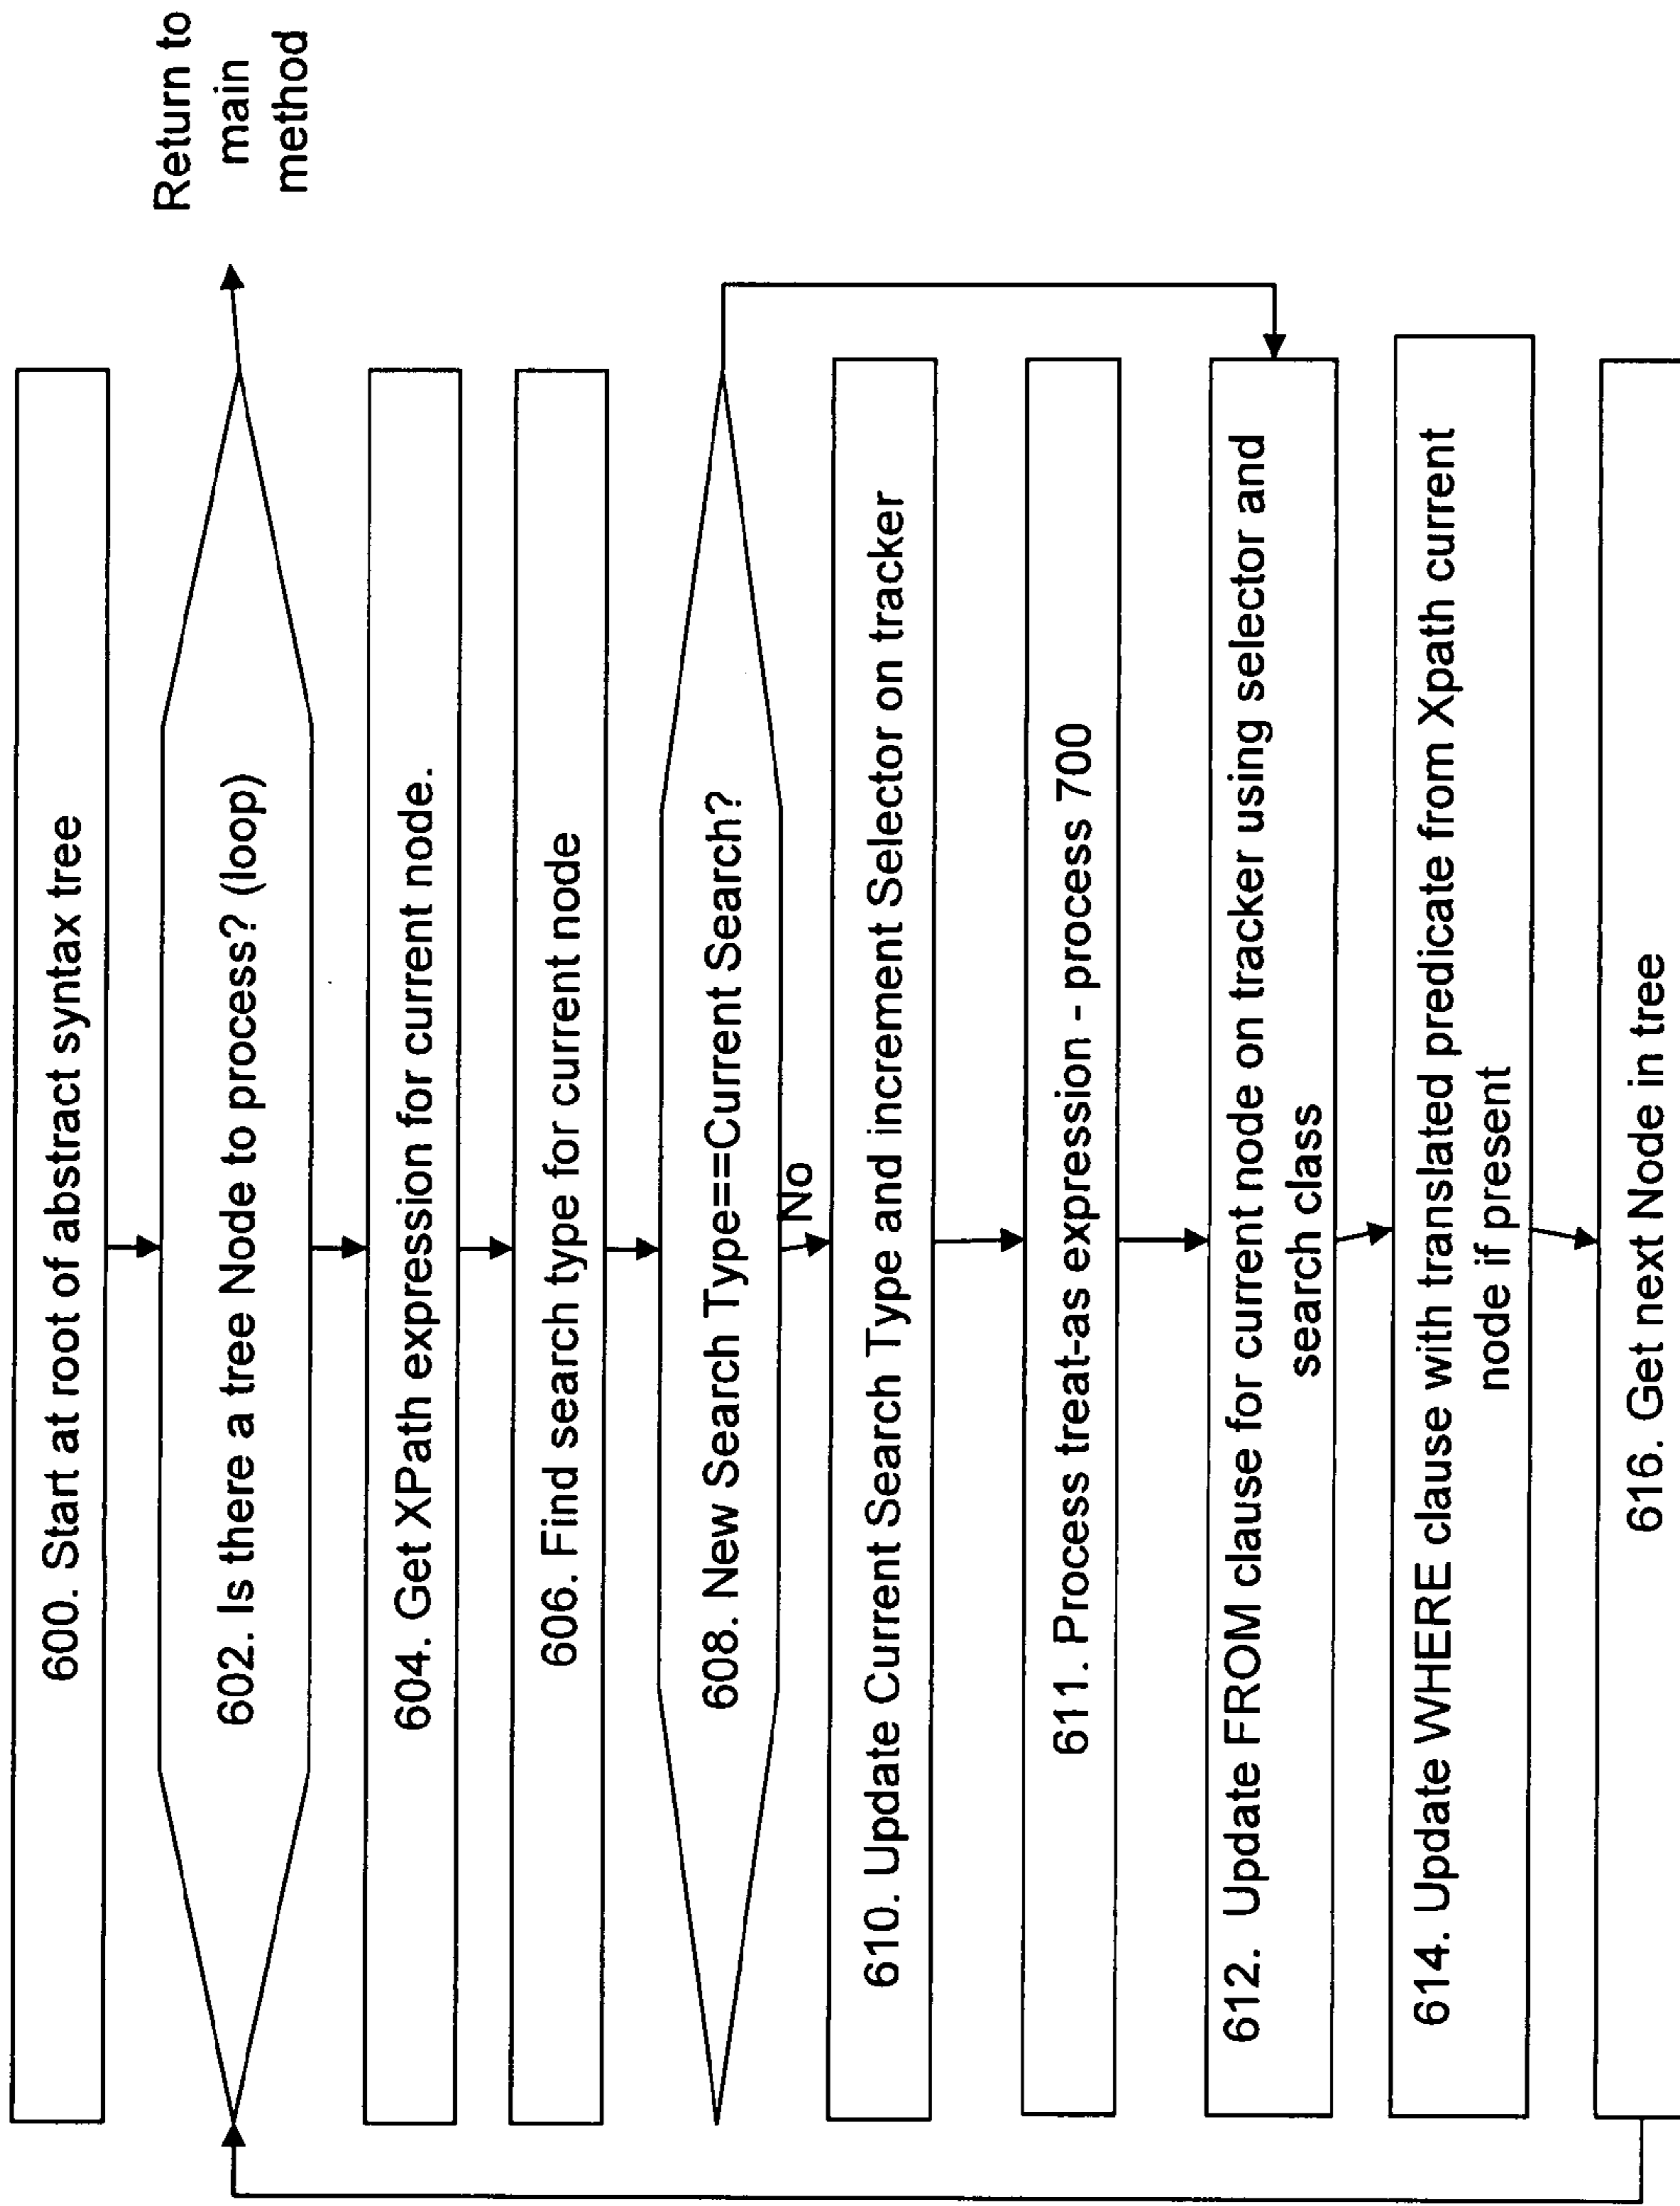 600. Start at root of abstract syntax tree
602. Is there a tree Node to process? (loop)
Return to
main
method
604. Get XPath expression for current node.
606. Find search type for current node
608. New Search Type==Current Search?
No
610. Update Current Search Type and increment Selector on tracker
611. Process treat-as expression - process 700
612. Update FROM clause for current node on tracker using selector and
search class
614. Update WHERE clause with translated predicate from Xpath current
node if present
616. Get next Node in tree